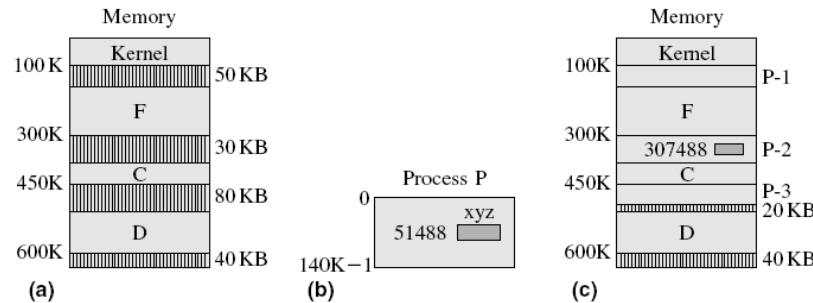 Memory
Kernel
100 K
50 KB
F
300K
30 KB
C
450K
80 KB
D
600K
40 KB
(a)
Process P
0
xyz
51488
140K−1
(b)
Memory
Kernel
100K
P-1
F
300K
307488
P-2
C
450K
P-3
20 KB
D
600K
40 KB
(c)